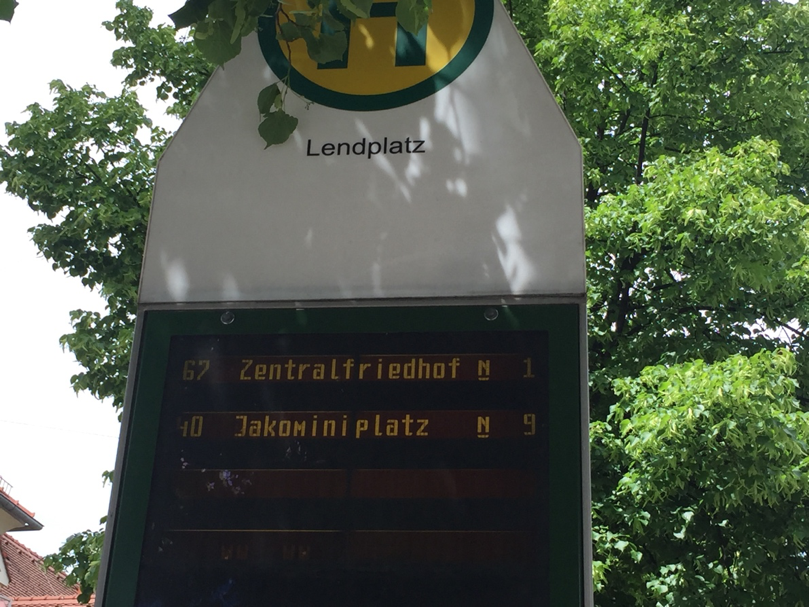 H
Lendplatz
67 Zentralfriedhof N 1
40 Jakominiplatz N 9